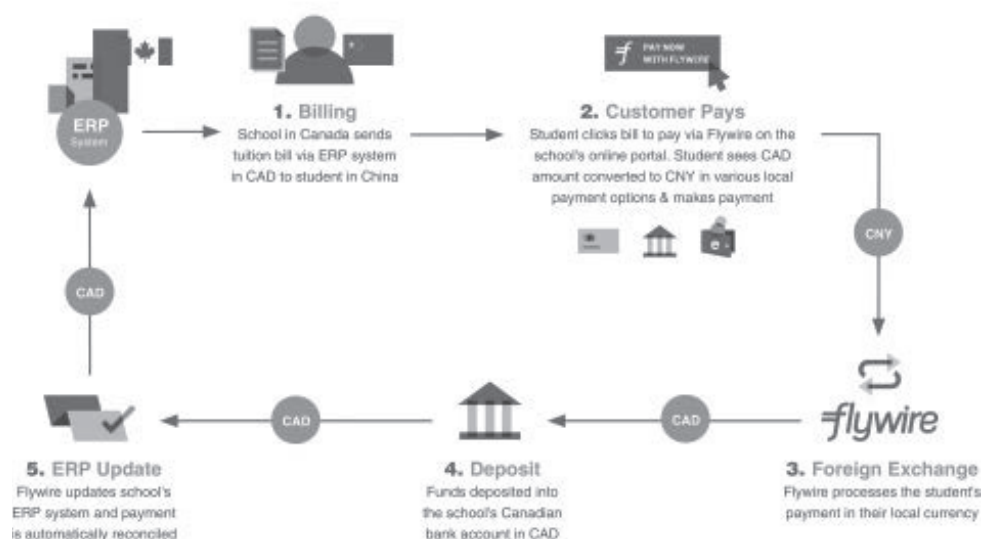 ERP
System
1. Billing
School in Canada sends
tuition bill via ERP system
in CAD to student in China
PAY NOW
WITH FLYWIRE
2. Customer Pays
Student clicks bill to pay via Flywire on the
school's online portal. Student sees CAD
amount converted to CNY in various local
payment options & makes payment
e
CNY
flywire
3. Foreign Exchange
Flywire processes the student's
payment in their local currency
CAD
4. Deposit
Funds deposited into
the school's Canadian
bank account in CAD
CAD
5. ERP Update
Flywire updates school's
ERP system and payment
is automatically reconciled
CAD